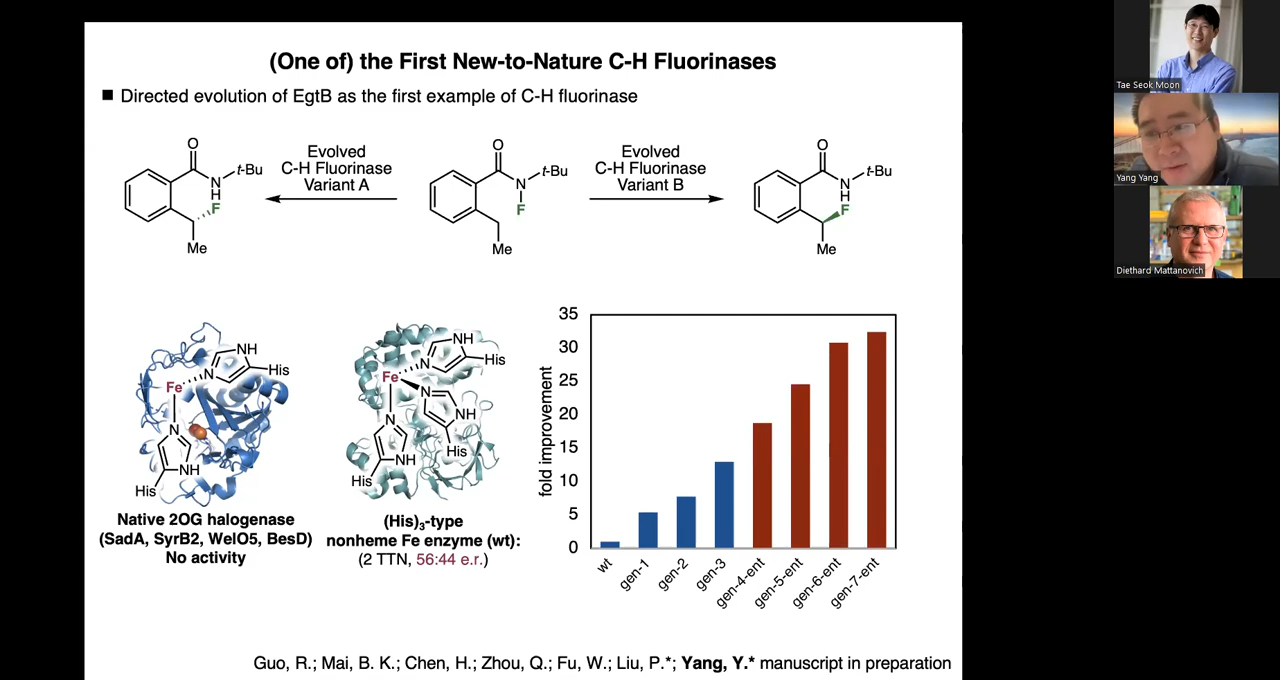 (One of) the First New-to-Nature C-H Fluorinases
■ Directed evolution of EgtB as the first example of C-H fluorinase
O
N
H
t-Bu
F
Me
Evolved
C-H Fluorinase
Variant A
O
N
t-Bu
F
Me
Evolved
C-H Fluorinase
Variant B
O
N
H
t-Bu
F
Me
Fe
N
NH
His
N
NH
His
Native 2OG halogenase
(SadA, SyrB2, WelO5, BesD)
No activity
Fe
N
NH
His
N
NH
His
N
NH
His
(His)₃-type
nonheme Fe enzyme (wt):
(2 TTN, 56:44 e.r.)
fold improvement
35
30
25
20
15
10
5
0
wt
gen-1
gen-2
gen-3
gen-4-ent
gen-5-ent
gen-6-ent
gen-7-ent
Guo, R.; Mai, B. K.; Chen, H.; Zhou, Q.; Fu, W.; Liu, P.*; Yang, Y.* manuscript in preparation
Tae Seok Moon
Yang Yang
Diethard Mattanovich